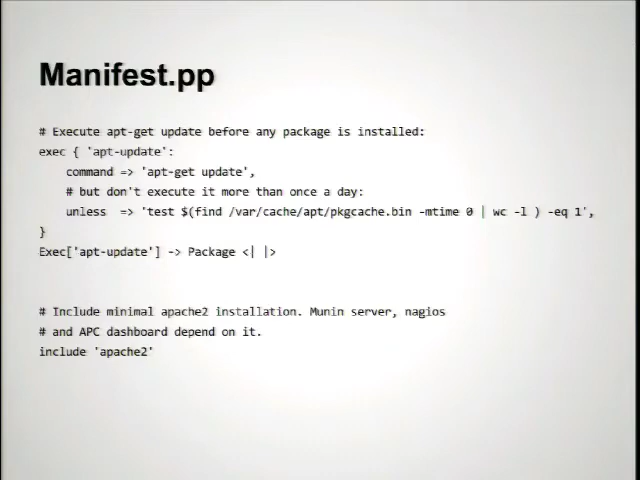 Manifest.pp
# Execute apt-get update before any package is installed:
exec { 'apt-update':
command => 'apt-get update',
# but don't execute it more than once a day:
unless => 'test $(find /var/cache/apt/pkgcache.bin -mtime 0 | wc -l ) -eq 1',
}
Exec['apt-update'] -> Package <| |>
# Include minimal apache2 installation. Munin server, nagios
# and APC dashboard depend on it.
include 'apache2'